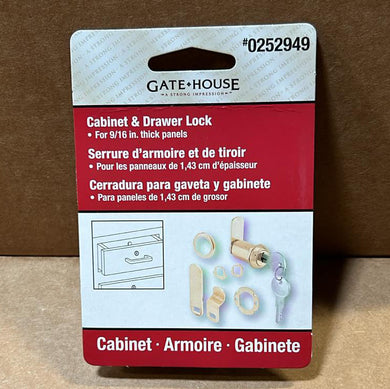 #0252949
GATE HOUSE
A STRONG IMPRESSION
Cabinet & Drawer Lock
• For 9/16 in. thick panels
Serrure d'armoire et de tiroir
• Pour les panneaux de 1,43 cm d'épaisseur
Cerradura para gaveta y gabinete
• Para paneles de 1,43 cm de grosor
Cabinet · Armoire · Gabinete